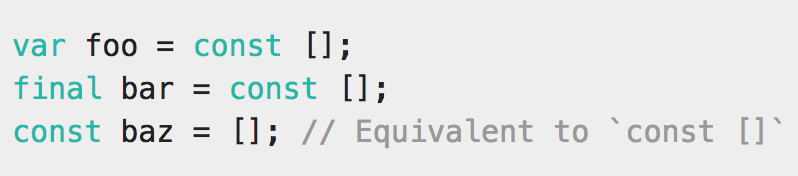 var foo = const [];
final bar = const [];
const baz = []; // Equivalent to `const []`